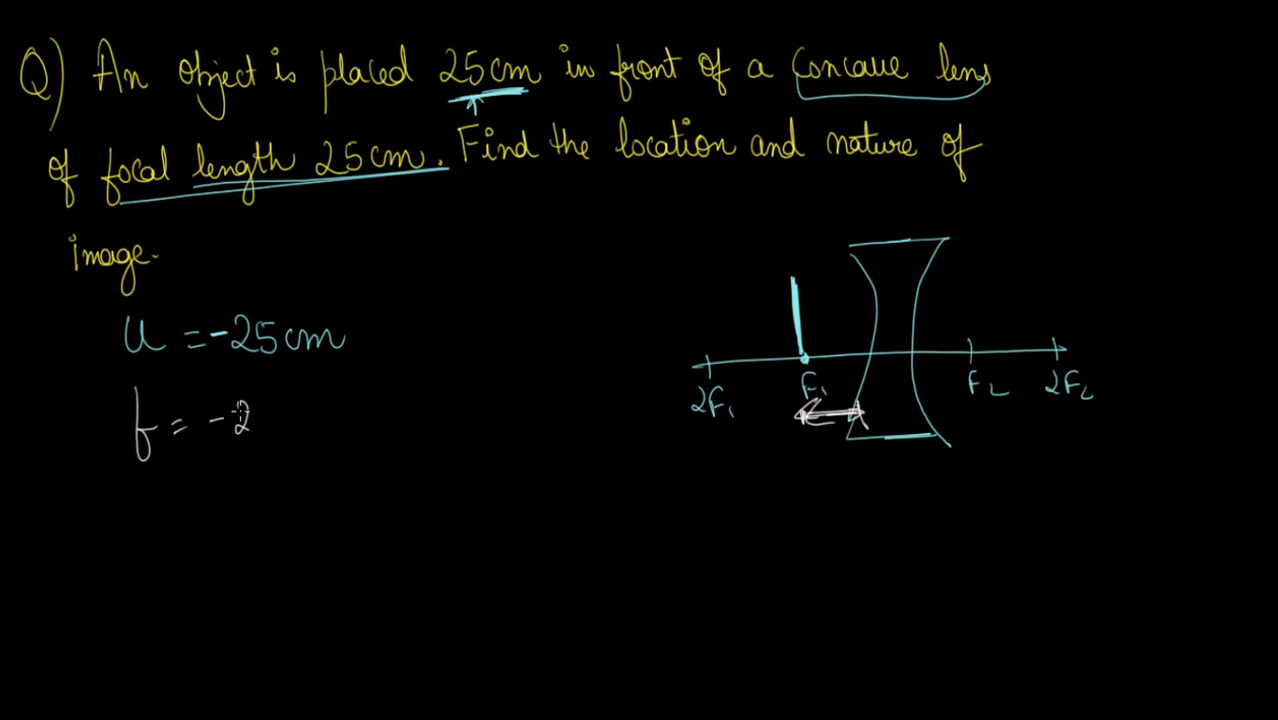 Q) An object is placed 25cm in front of a Concave lens
of focal length 25cm. Find the location and nature of
image.
u = -25cm
f = -2
2F₁ F₁ F₂ 2F₂